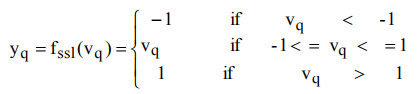 -1 if v_q < -1
y_q = f_ssl(v_q) = { v_q if -1 < = v_q < = 1
1 if v_q > 1